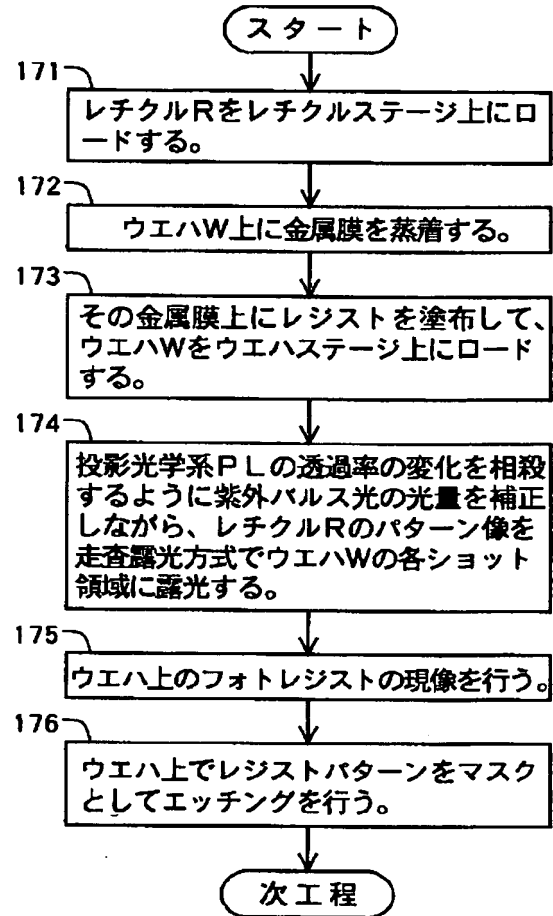 スタート
171
レチクルRをレチクルステージ上にロ
ードする。
172
ウエハW上に金属膜を蒸着する。
173
その金属膜上にレジストを塗布して、
ウエハWをウエハステージ上にロード
する。
174
投影光学系PLの透過率の変化を相殺
するように紫外パルス光の光量を補正
しながら、レチクルRのパターン像を
走査露光方式でウエハWの各ショット
領域に露光する。
175
ウエハ上のフォトレジストの現像を行う。
176
ウエハ上でレジストパターンをマスク
としてエッチングを行う。
次工程